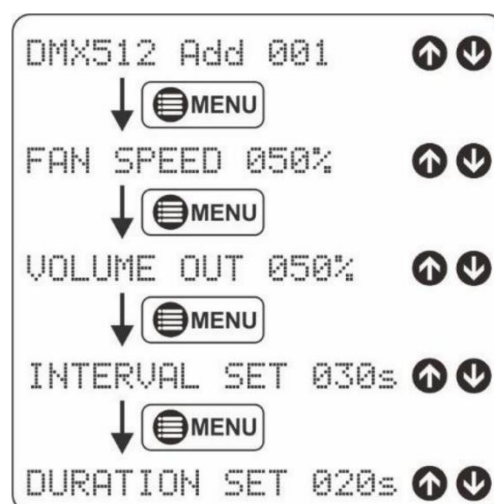 DMX512 Add 001
MENU
FAN SPEED 050%
MENU
VOLUME OUT 050%
MENU
INTERVAL SET 030s
MENU
DURATION SET 020s